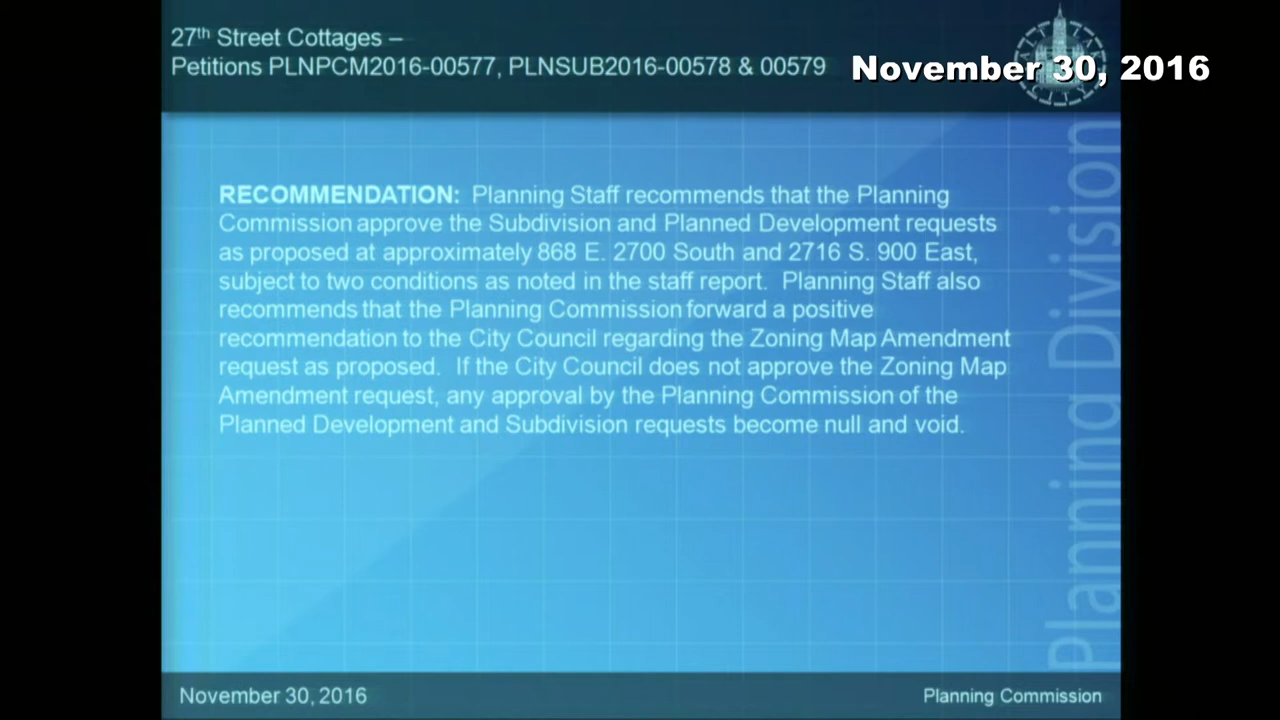 27th Street Cottages –
Petitions PLNPCM2016-00577, PLNSUB2016-00578 & 00579
November 30, 2016
RECOMMENDATION: Planning Staff recommends that the Planning
Commission approve the Subdivision and Planned Development requests
as proposed at approximately 868 E. 2700 South and 2716 S. 900 East,
subject to two conditions as noted in the staff report. Planning Staff also
recommends that the Planning Commission forward a positive
recommendation to the City Council regarding the Zoning Map Amendment
request as proposed. If the City Council does not approve the Zoning Map
Amendment request, any approval by the Planning Commission of the
Planned Development and Subdivision requests become null and void.
Planning Division
November 30, 2016
Planning Commission